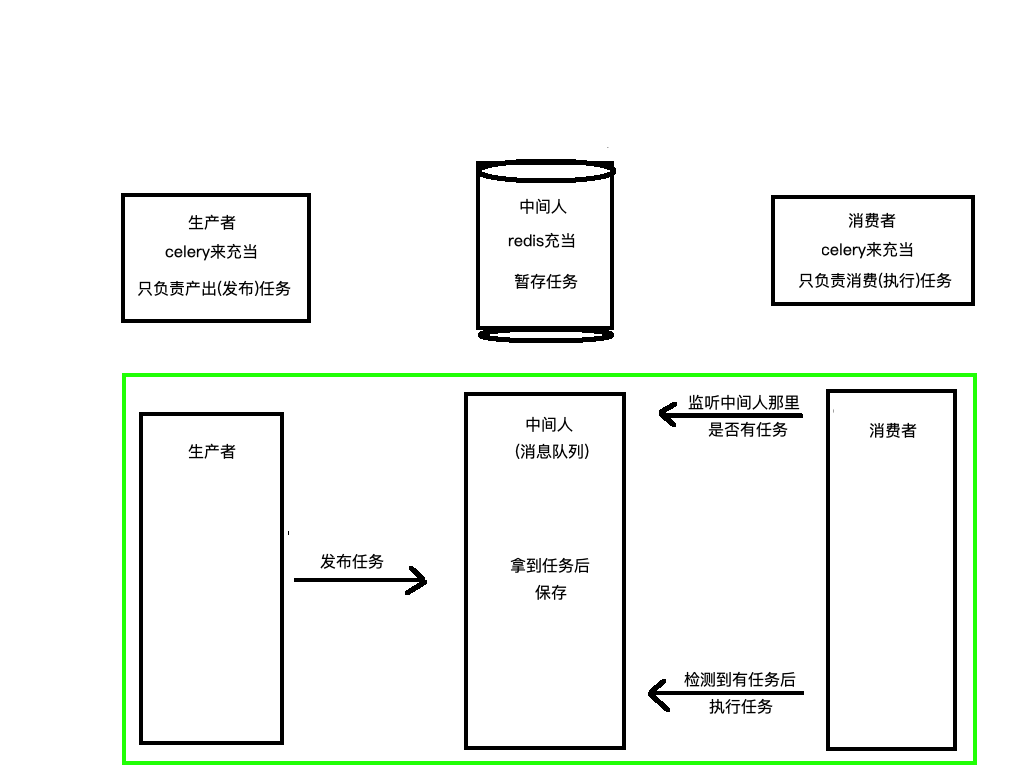 生产者
celery来充当
只负责产出(发布)任务
中间人
redis充当
暂存任务
消费者
celery来充当
只负责消费(执行)任务
生产者
发布任务
中间人
(消息队列)
拿到任务后
保存
监听中间人那里
是否有任务
检测到有任务后
执行任务
消费者